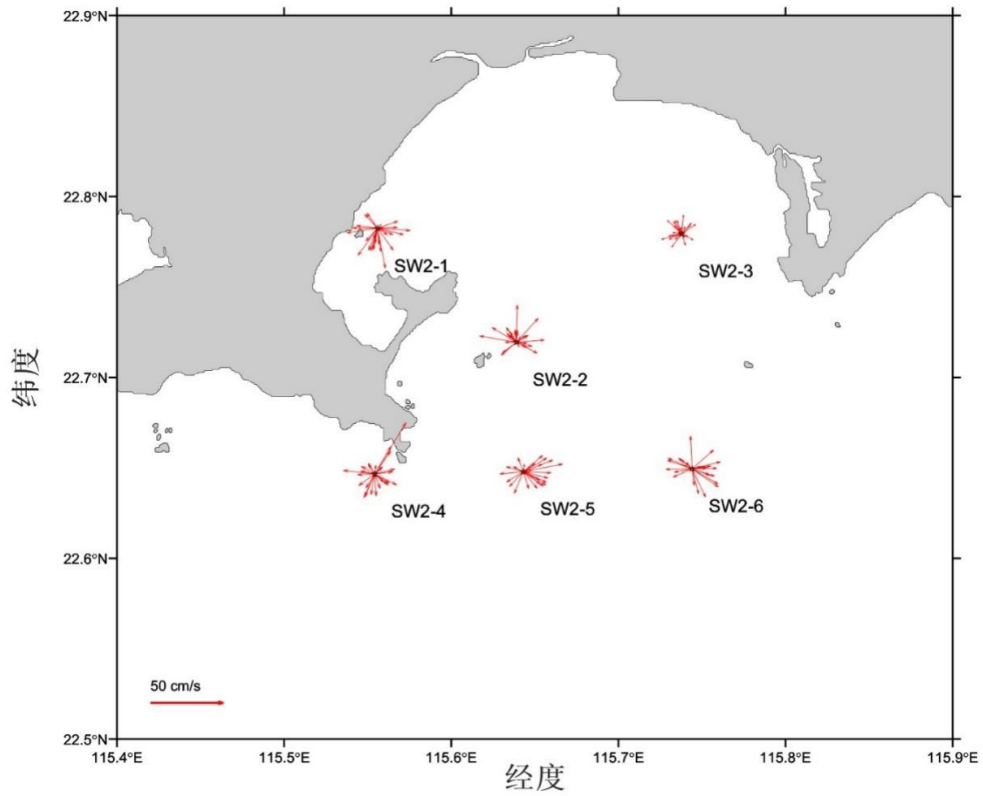 22.9°N
22.8°N
SW2-1
SW2-3
22.7°N
SW2-2
纬度
SW2-4
SW2-5
SW2-6
22.6°N
50 cm/s
22.5°N
115.4°E 115.5°E 115.6°E 115.7°E 115.8°E 115.9°E
经度